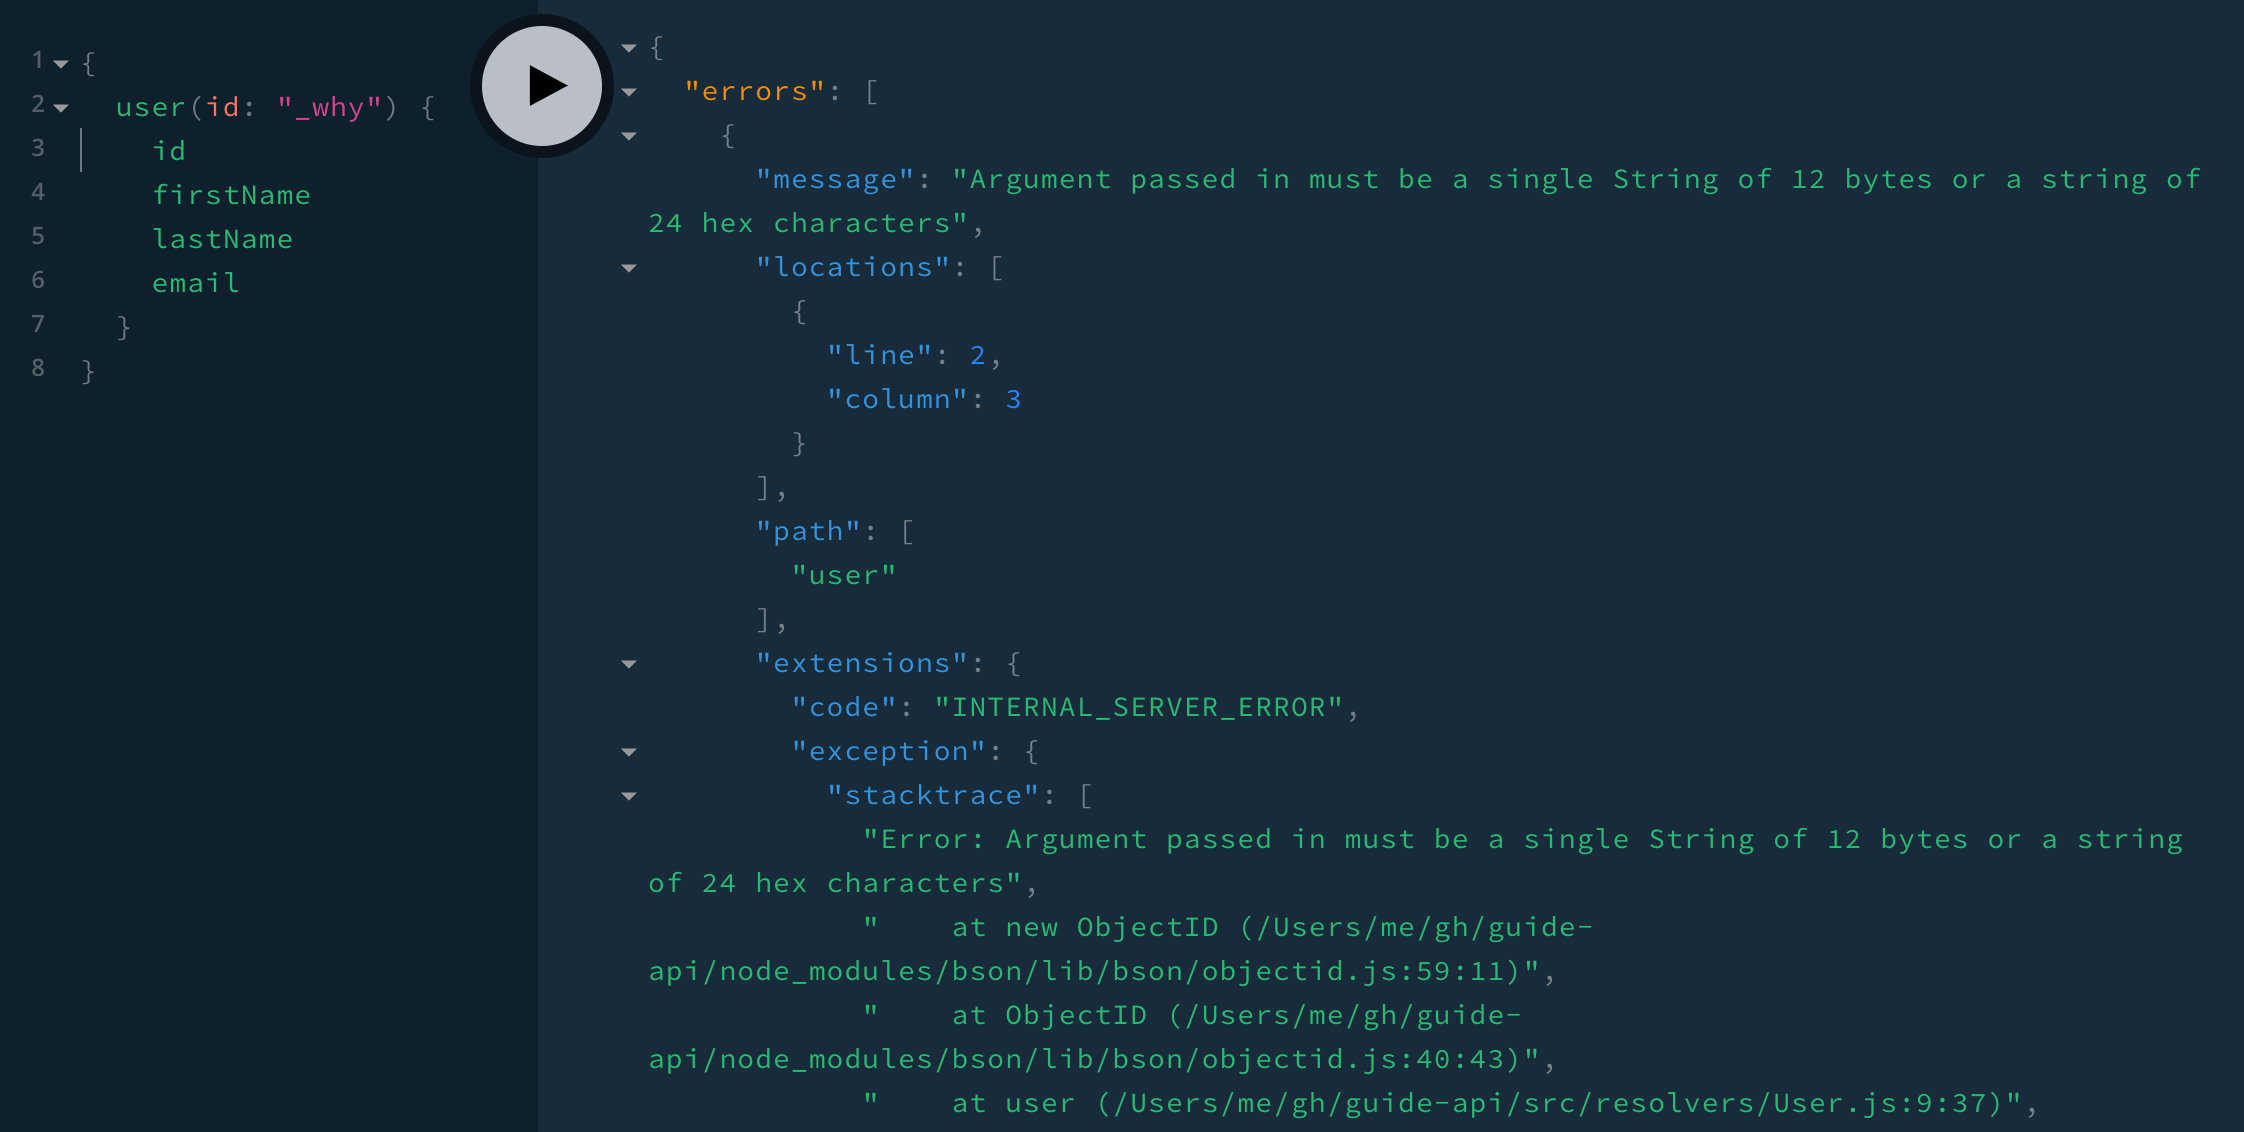 1 {
2 user(id: "_why") {
3 id
4 firstName
5 lastName
6 email
7 }
8 }
{
"errors": [
{
"message": "Argument passed in must be a single String of 12 bytes or a string of
24 hex characters",
"locations": [
{
"line": 2,
"column": 3
}
],
"path": [
"user"
],
"extensions": {
"code": "INTERNAL_SERVER_ERROR",
"exception": {
"stacktrace": [
"Error: Argument passed in must be a single String of 12 bytes or a string
of 24 hex characters",
"    at new ObjectID (/Users/me/gh/guide-
api/node_modules/bson/lib/bson/objectid.js:59:11)",
"    at ObjectID (/Users/me/gh/guide-
api/node_modules/bson/lib/bson/objectid.js:40:43)",
"    at user (/Users/me/gh/guide-api/src/resolvers/User.js:9:37)",